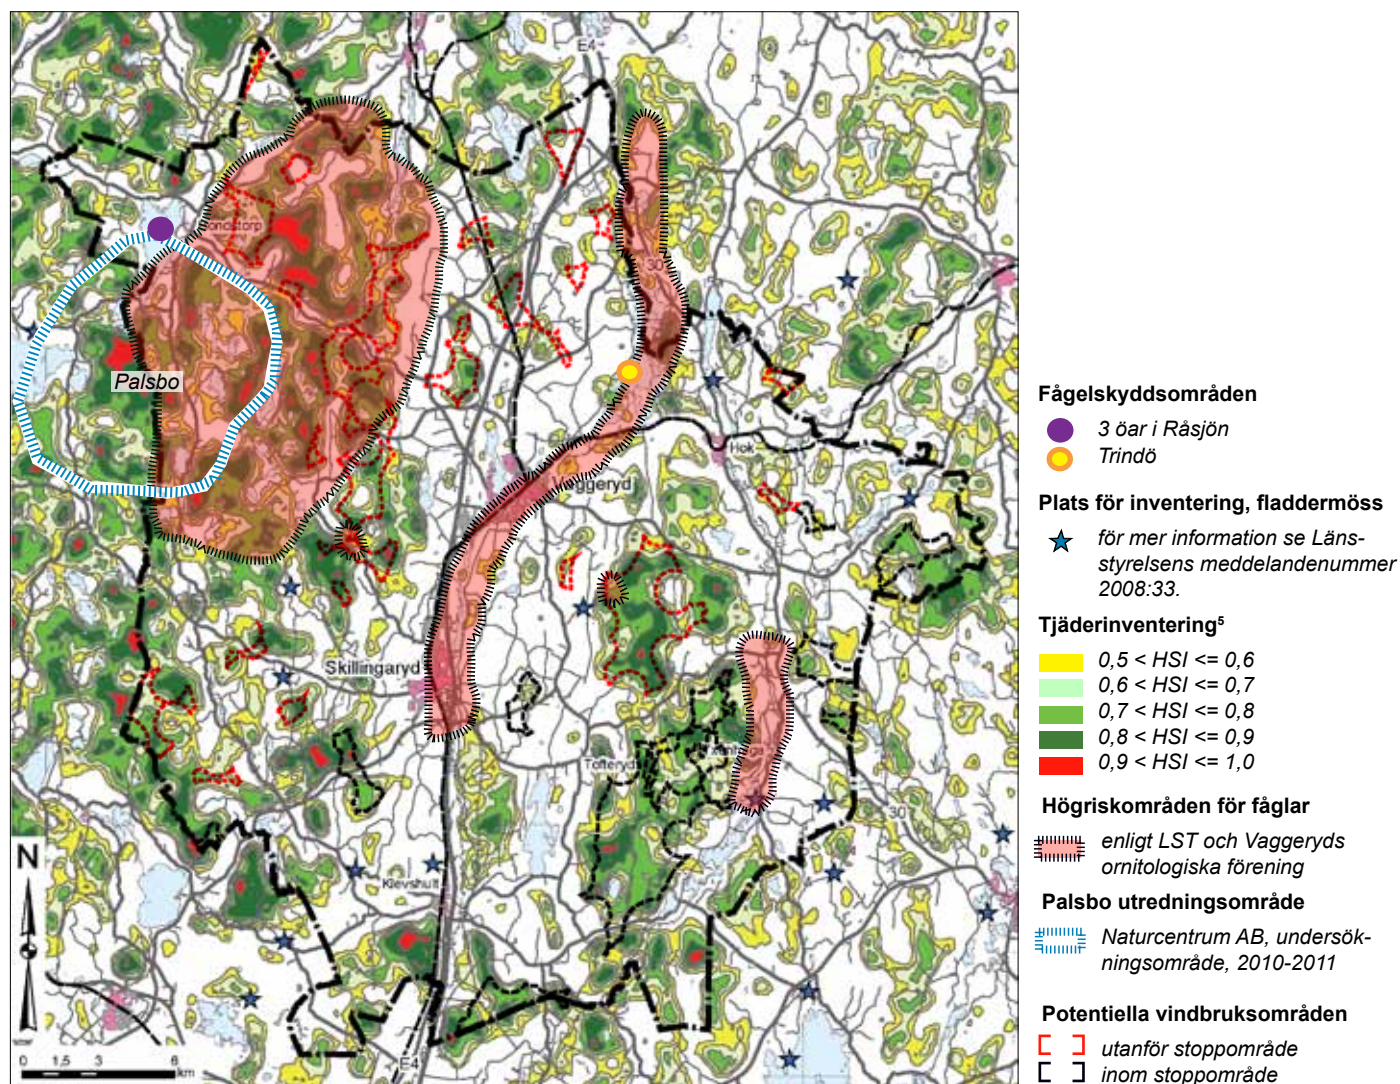 E4
30
Palsbo
Hok
Vaggeryd
Skillingaryd
Tofteryd
30
Klevshult
N
E4
0 1,5 3 6
km
Fågelskyddsområden
3 öar i Råsjön
Trindö
Plats för inventering, fladdermöss
för mer information se Läns-
styrelsens meddelandenummer
2008:33.
Tjäderinventering⁵
0,5 < HSI <= 0,6
0,6 < HSI <= 0,7
0,7 < HSI <= 0,8
0,8 < HSI <= 0,9
0,9 < HSI <= 1,0
Högriskområden för fåglar
enligt LST och Vaggeryds
ornitologiska förening
Palsbo utredningsområde
Naturcentrum AB, undersök-
ningsområde, 2010-2011
Potentiella vindbruksområden
utanför stoppområde
inom stoppområde